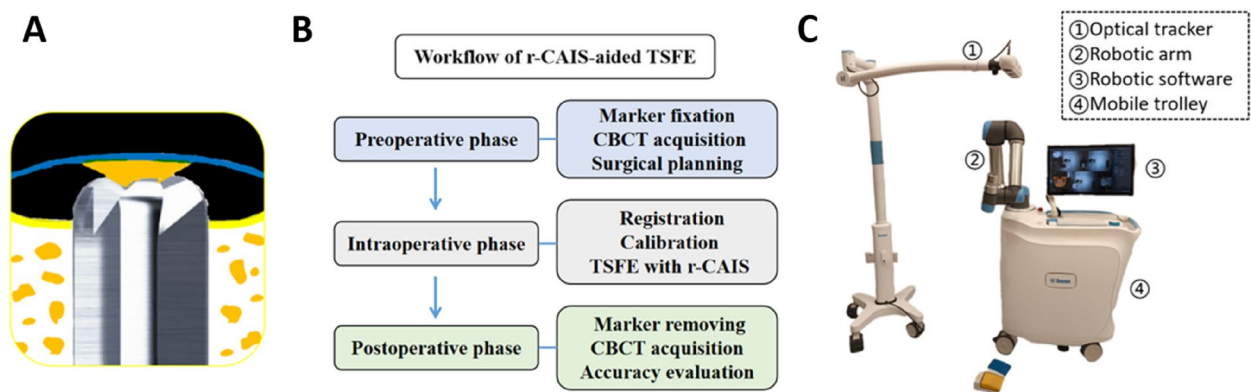 A
B
Workflow of r-CAIS-aided TSFE
Preoperative phase
Marker fixation
CBCT acquisition
Surgical planning
Intraoperative phase
Registration
Calibration
TSFE with r-CAIS
Postoperative phase
Marker removing
CBCT acquisition
Accuracy evaluation
C
①Optical tracker
②Robotic arm
③Robotic software
④Mobile trolley
①
②
③
④